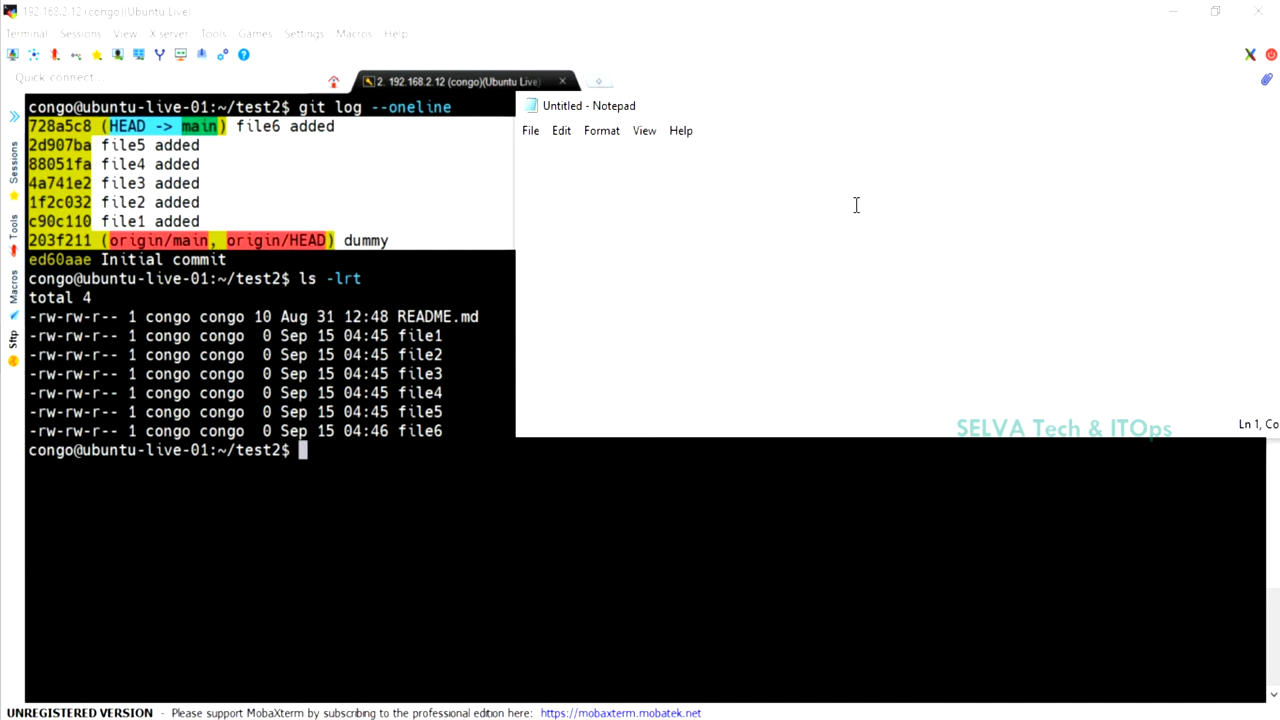 192.168.2.12 (congo)(Ubuntu Live)
Terminal Sessions View X server Tools Games Settings Macros Help
Quick connect...
2. 192.168.2.12 (congo)(Ubuntu Live)
Sessions
Tools
Macros
Sftp
congo@ubuntu-live-01:~/test2$ git log --oneline
728a5c8 (HEAD -> main) file6 added
2d907ba file5 added
88051fa file4 added
4a741e2 file3 added
1f2c032 file2 added
c90c110 file1 added
203f211 (origin/main, origin/HEAD) dummy
ed60aae Initial commit
congo@ubuntu-live-01:~/test2$ ls -lrt
total 4
-rw-rw-r-- 1 congo congo 10 Aug 31 12:48 README.md
-rw-rw-r-- 1 congo congo  0 Sep 15 04:45 file1
-rw-rw-r-- 1 congo congo  0 Sep 15 04:45 file2
-rw-rw-r-- 1 congo congo  0 Sep 15 04:45 file3
-rw-rw-r-- 1 congo congo  0 Sep 15 04:45 file4
-rw-rw-r-- 1 congo congo  0 Sep 15 04:45 file5
-rw-rw-r-- 1 congo congo  0 Sep 15 04:46 file6
congo@ubuntu-live-01:~/test2$
Untitled - Notepad
File Edit Format View Help
SELVA Tech & ITOps
Ln 1, Co
UNREGISTERED VERSION - Please support MobaXterm by subscribing to the professional edition here: https://mobaxterm.mobatek.net